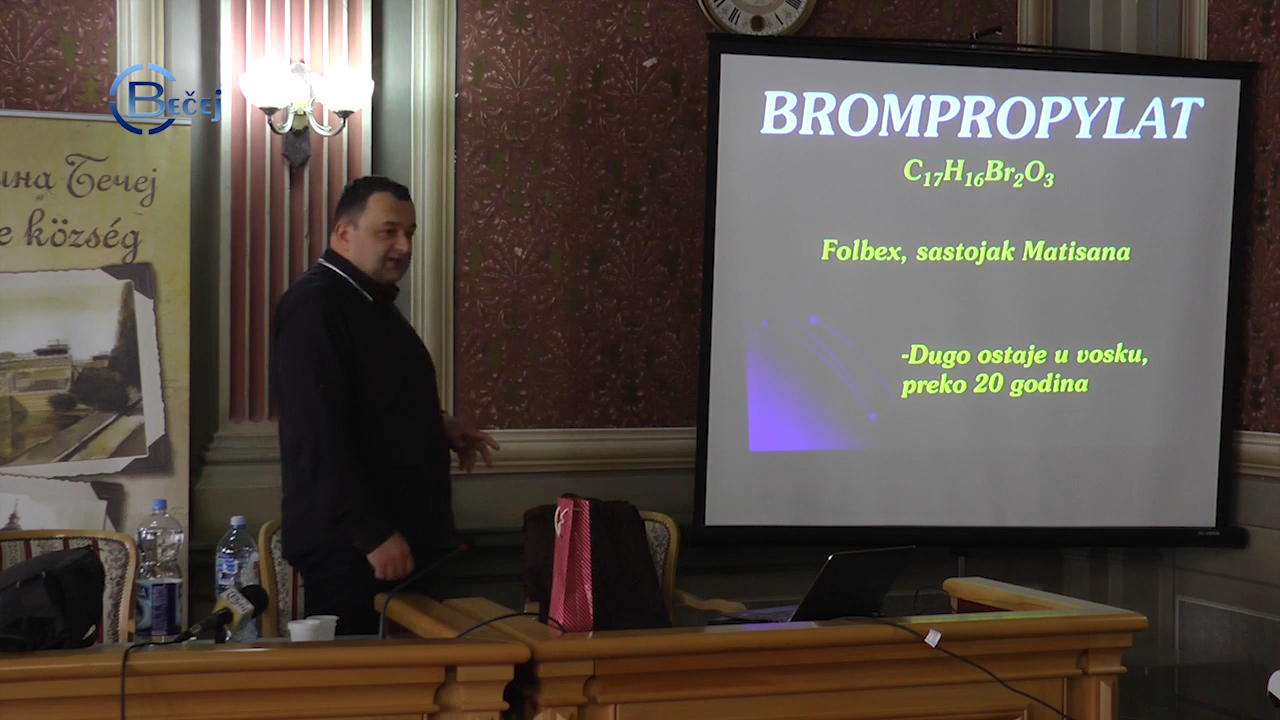 BEČEJ
ина Бечеј
e község
BROMPROPYLAT
C₁₇H₁₆Br₂O₃
Folbex, sastojak Matisana
-Dugo ostaje u vosku,
preko 20 godina